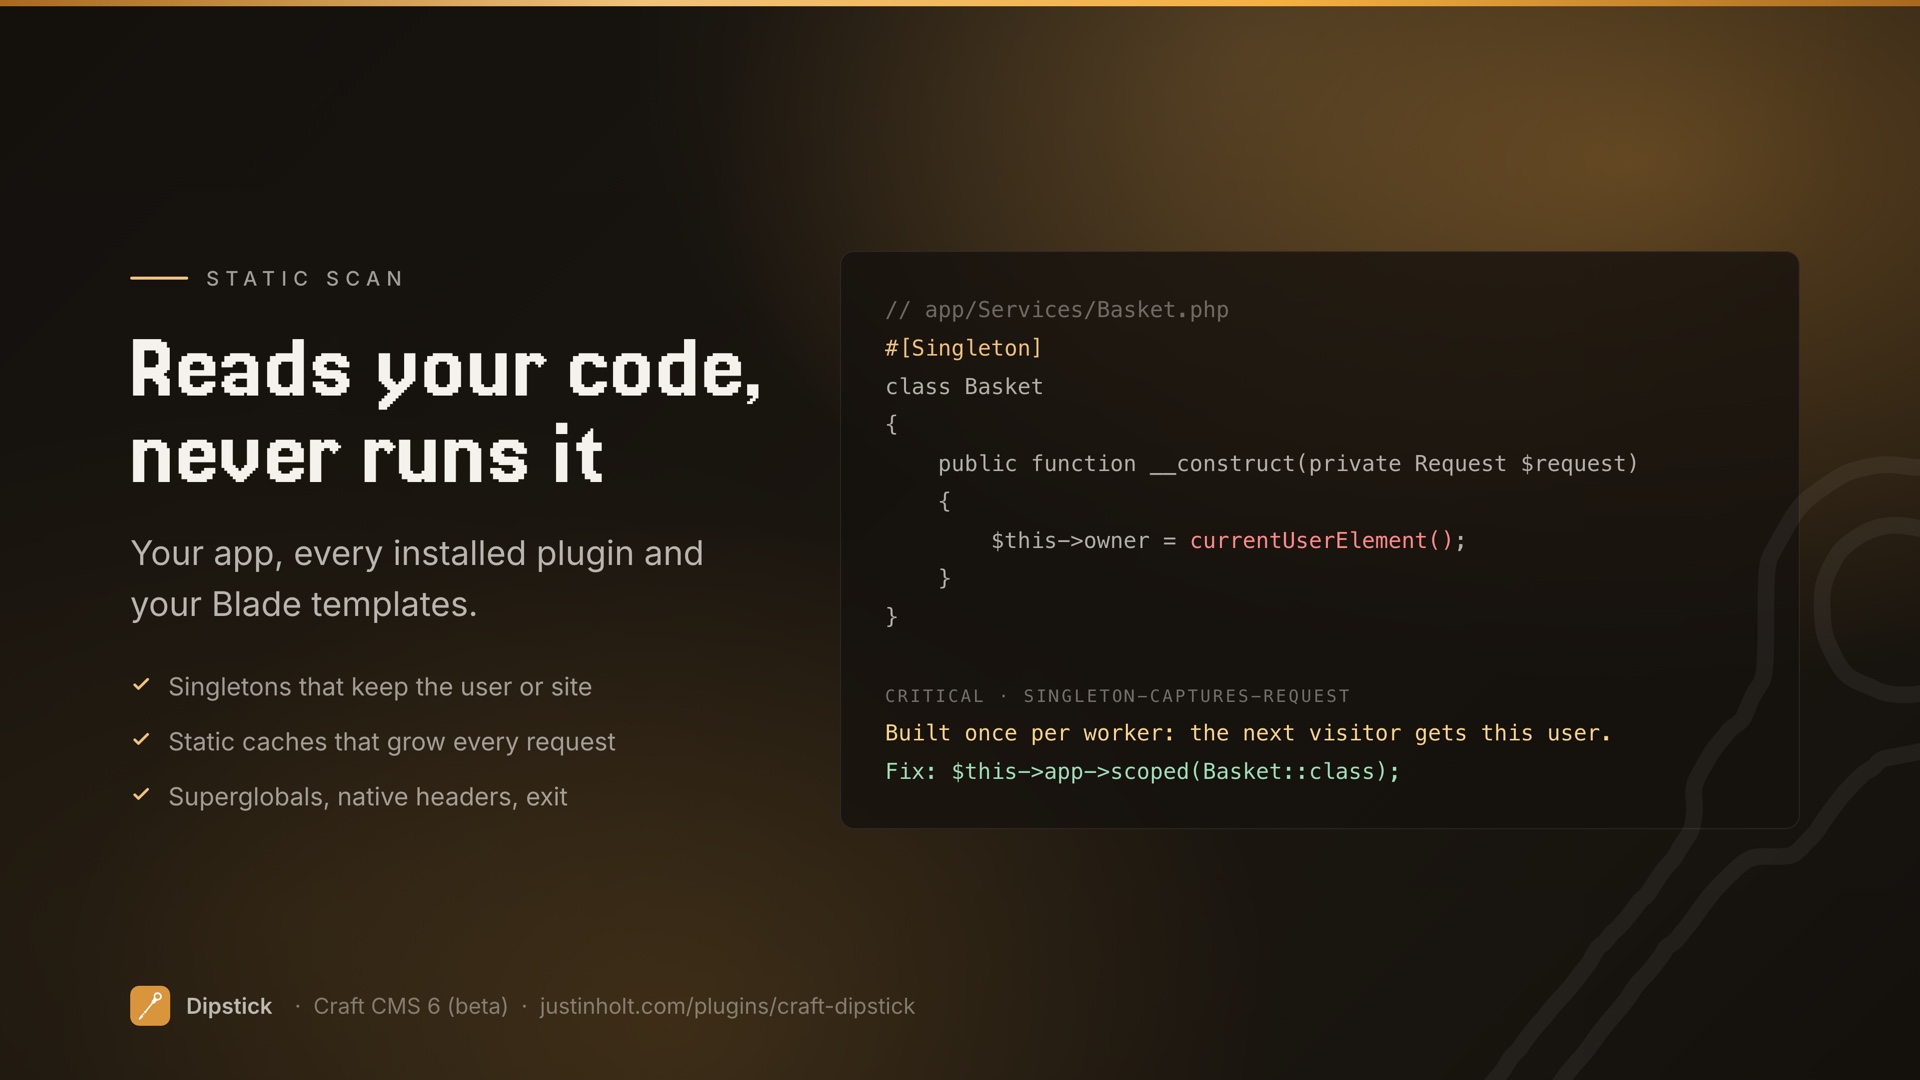 STATIC SCAN
Reads your code,
never runs it
Your app, every installed plugin and
your Blade templates.
Singletons that keep the user or site
Static caches that grow every request
Superglobals, native headers, exit
// app/Services/Basket.php
#[Singleton]
class Basket
{
    public function __construct(private Request $request)
    {
        $this->owner = currentUserElement();
    }
}
CRITICAL · SINGLETON-CAPTURES-REQUEST
Built once per worker: the next visitor gets this user.
Fix: $this->app->scoped(Basket::class);
Dipstick · Craft CMS 6 (beta) · justinholt.com/plugins/craft-dipstick